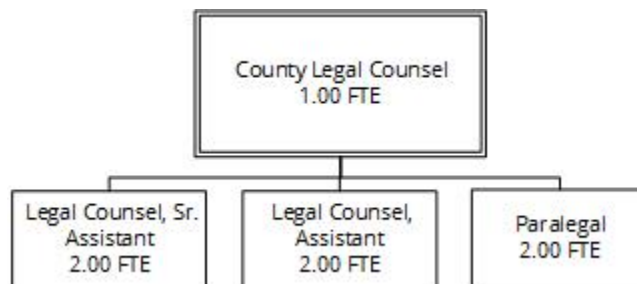 County Legal Counsel
1.00 FTE
Legal Counsel, Sr.
Assistant
2.00 FTE
Legal Counsel,
Assistant
2.00 FTE
Paralegal
2.00 FTE